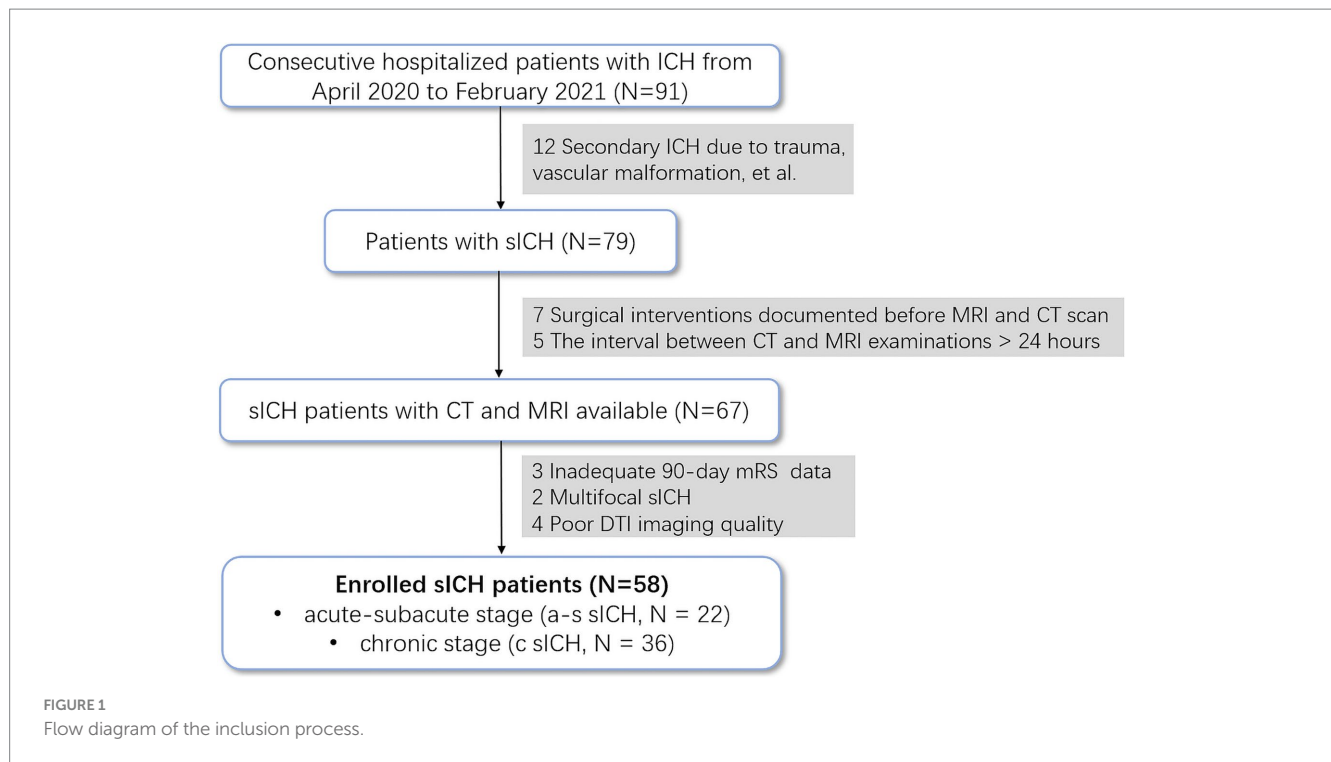 Consecutive hospitalized patients with ICH from
April 2020 to February 2021 (N=91)
12 Secondary ICH due to trauma,
vascular malformation, et al.
Patients with sICH (N=79)
7 Surgical interventions documented before MRI and CT scan
5 The interval between CT and MRI examinations > 24 hours
sICH patients with CT and MRI available (N=67)
3 Inadequate 90-day mRS data
2 Multifocal sICH
4 Poor DTI imaging quality
Enrolled sICH patients (N=58)
• acute-subacute stage (a-s sICH, N = 22)
• chronic stage (c sICH, N = 36)
FIGURE 1
Flow diagram of the inclusion process.